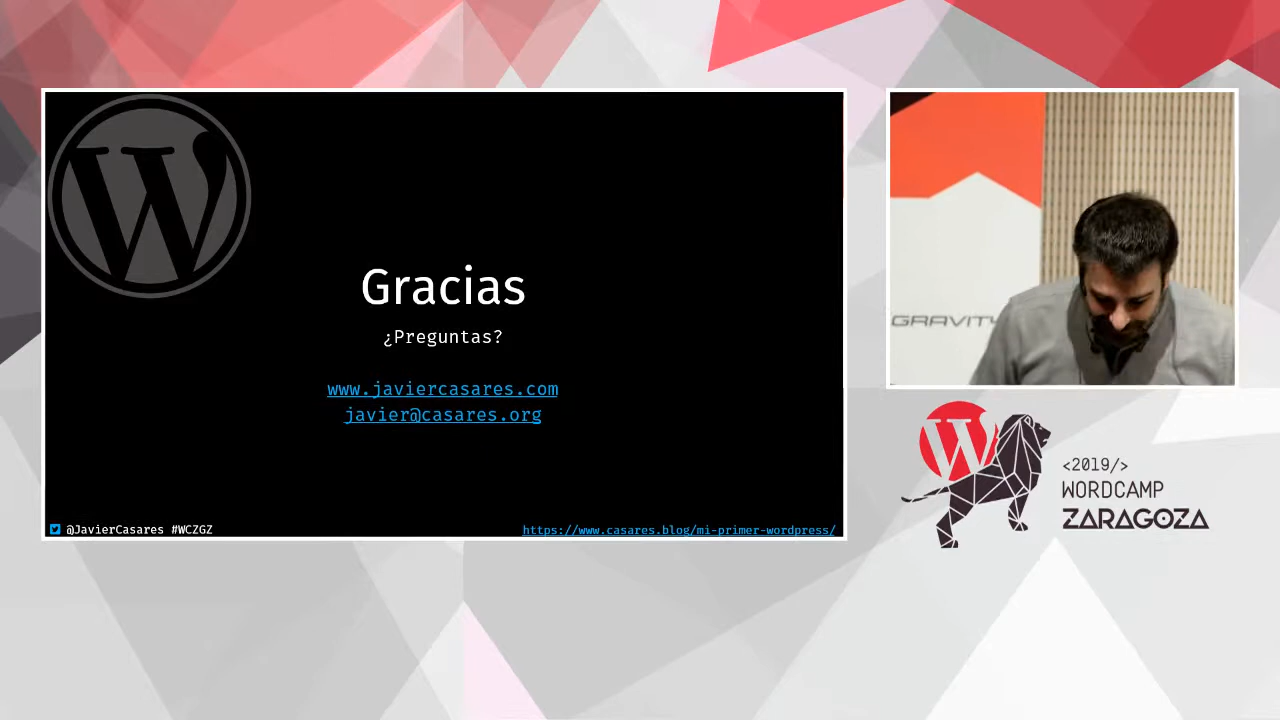 Gracias
¿Preguntas?
www.javiercasares.com
javier@casares.org
@JavierCasares #WCZGZ
https://www.casares.blog/mi-primer-wordpress/
GRAVITY
<2019/>
WORDCAMP
ZARAGOZA